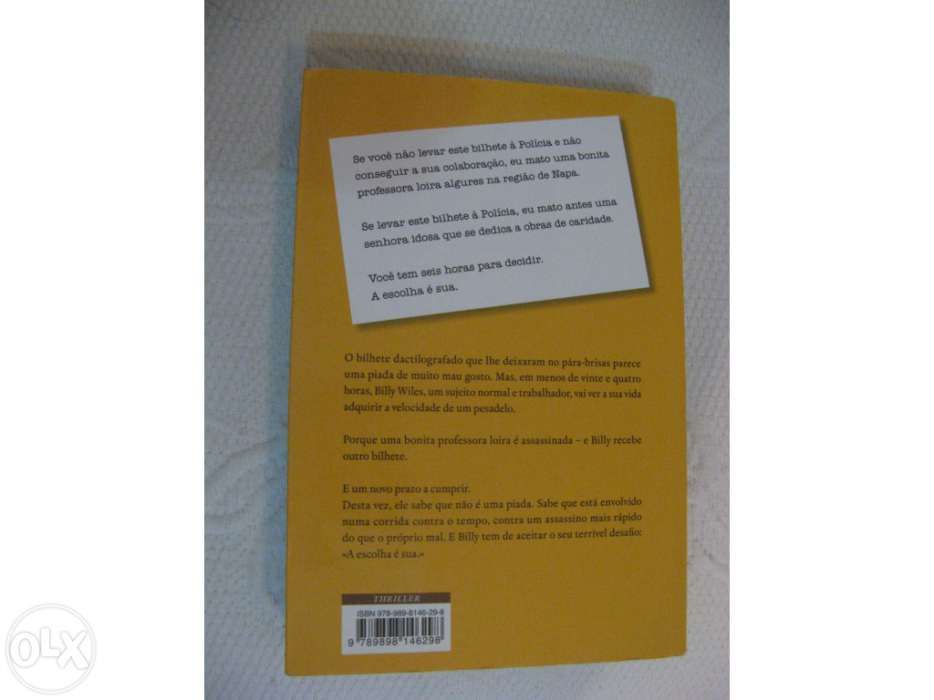 Se você não levar este bilhete à Polícia e não
conseguir a sua colaboração, eu mato uma bonita
professora loira algures na região de Napa.
Se levar este bilhete à Polícia, eu mato antes uma
senhora idosa que se dedica a obras de caridade.
Você tem seis horas para decidir.
A escolha é sua.
O bilhete dactilografado que lhe deixaram no pára-brisas parece
uma piada de muito mau gosto. Mas, em menos de vinte e quatro
horas, Billy Wiles, um sujeito normal e trabalhador, vai ver a sua vida
adquirir a velocidade de um pesadelo.
Porque uma bonita professora loira é assassinada – e Billy recebe
outro bilhete.
E um novo prazo a cumprir.
Desta vez, ele sabe que não é uma piada. Sabe que está envolvido
numa corrida contra o tempo, contra um assassino mais rápido
do que o próprio mal. E Billy tem de aceitar o seu terrível desafio:
«A escolha é sua.»
THRILLER
ISBN 978-989-8146-29-8
9 789898 146298
OLX